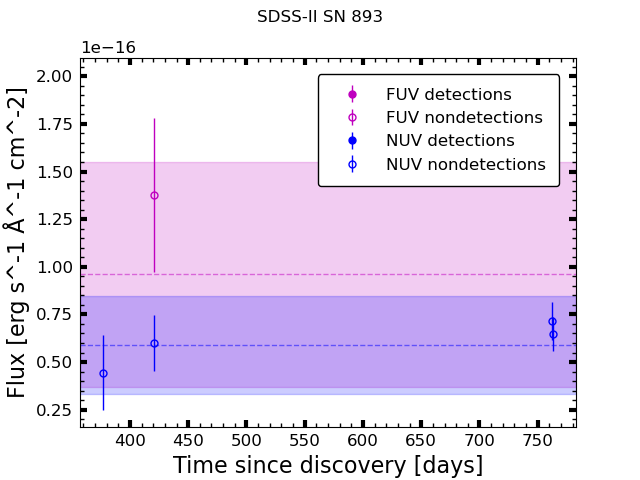 SDSS-II SN 893
1e−16
2.00
1.75
1.50
1.25
1.00
0.75
0.50
0.25
Flux [erg s^-1 Å^-1 cm^-2]
FUV detections
FUV nondetections
NUV detections
NUV nondetections
400 450 500 550 600 650 700 750
Time since discovery [days]